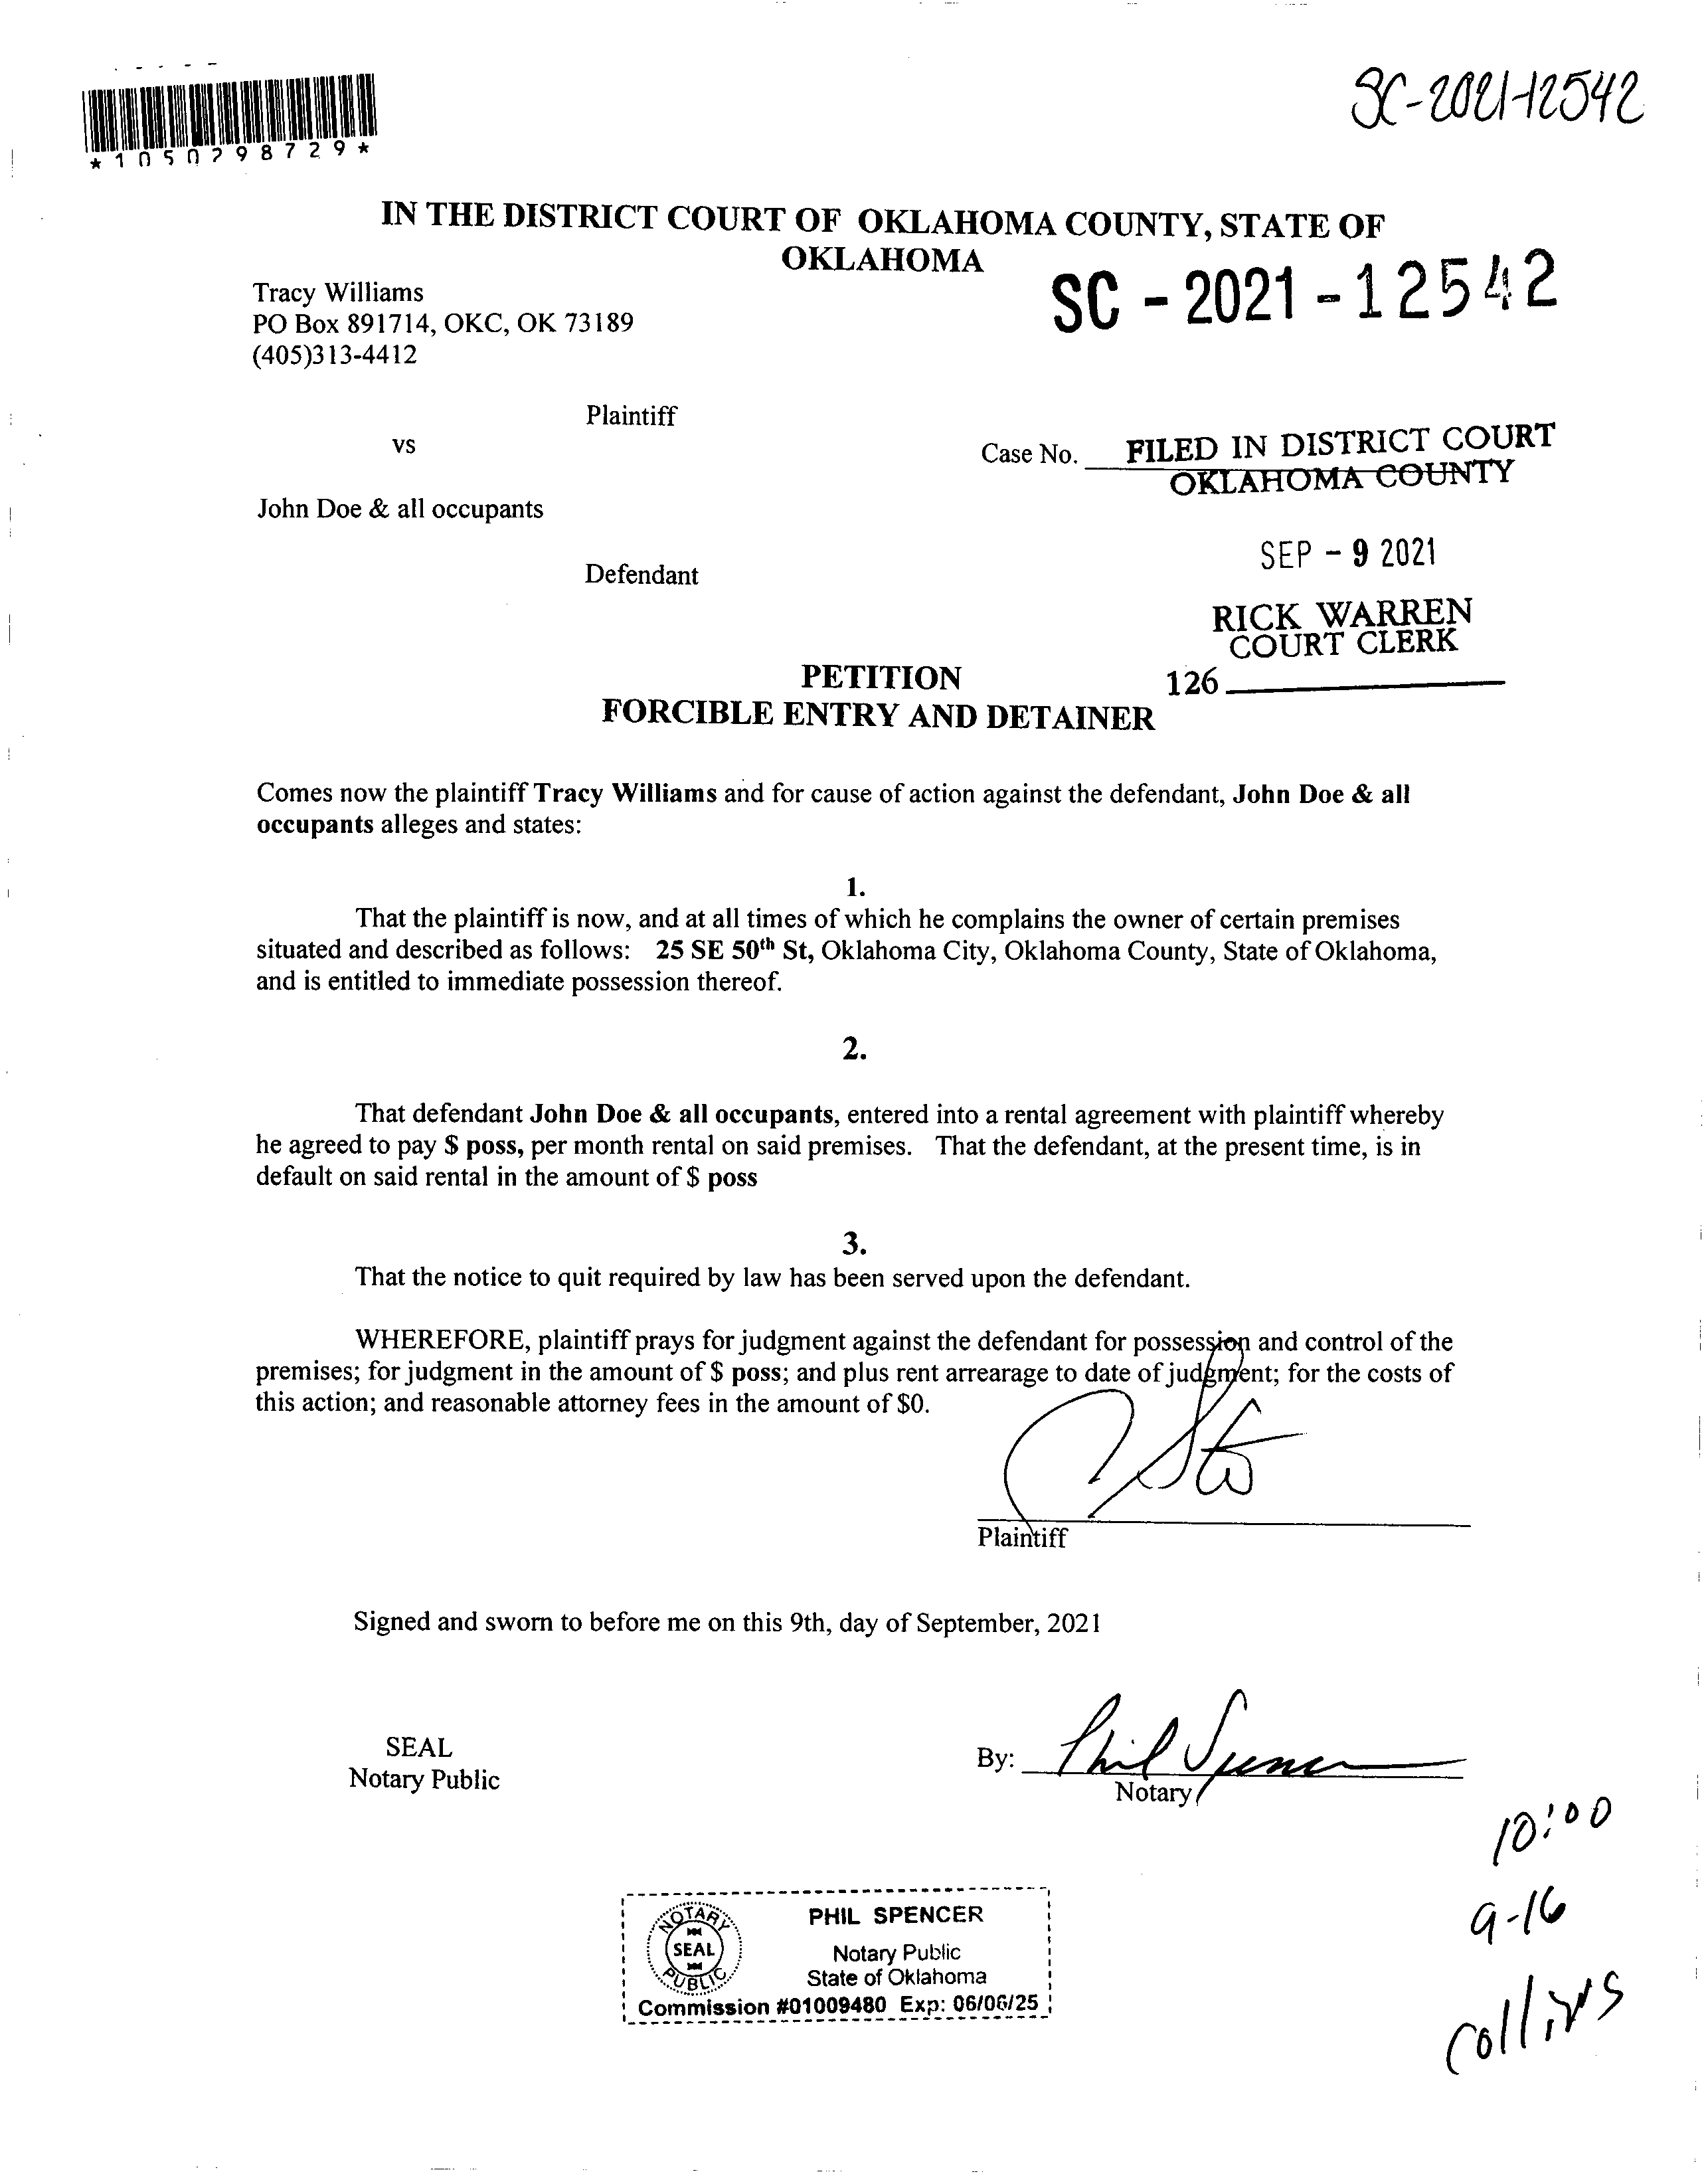 SC-2021-12542
*1050298729*
IN THE DISTRICT COURT OF OKLAHOMA COUNTY, STATE OF
OKLAHOMA
SC - 2021 - 12542
Tracy Williams
PO Box 891714, OKC, OK 73189
(405)313-4412
Plaintiff
vs
Case No. FILED IN DISTRICT COURT
OKLAHOMA COUNTY
John Doe & all occupants
SEP - 9 2021
Defendant
RICK WARREN
COURT CLERK
126
PETITION
FORCIBLE ENTRY AND DETAINER
Comes now the plaintiff Tracy Williams and for cause of action against the defendant, John Doe & all
occupants alleges and states:
1.
That the plaintiff is now, and at all times of which he complains the owner of certain premises
situated and described as follows: 25 SE 50th St, Oklahoma City, Oklahoma County, State of Oklahoma,
and is entitled to immediate possession thereof.
2.
That defendant John Doe & all occupants, entered into a rental agreement with plaintiff whereby
he agreed to pay $ poss, per month rental on said premises. That the defendant, at the present time, is in
default on said rental in the amount of $ poss
3.
That the notice to quit required by law has been served upon the defendant.
WHEREFORE, plaintiff prays for judgment against the defendant for possession and control of the
premises; for judgment in the amount of $ poss; and plus rent arrearage to date of judgment; for the costs of
this action; and reasonable attorney fees in the amount of $0.
Plaintiff
Signed and sworn to before me on this 9th, day of September, 2021
SEAL
Notary Public
By: Phil Spencer
Notary
10:00
9-16
Collins
NOTARY
SEAL
PUBLIC
PHIL SPENCER
Notary Public
State of Oklahoma
Commission #01009480 Exp: 06/06/25